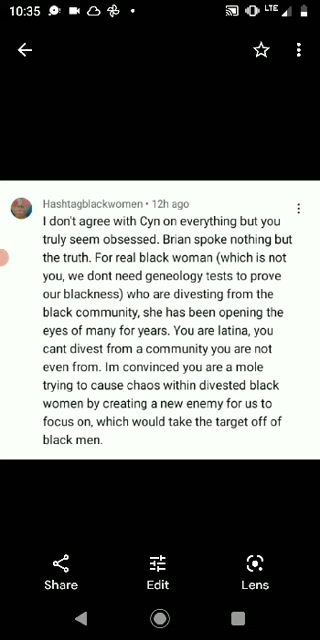 10:35
LTE
Hashtagblackwomen • 12h ago
I don't agree with Cyn on everything but you
truly seem obsessed. Brian spoke nothing but
the truth. For real black woman (which is not
you, we dont need geneology tests to prove
our blackness) who are divesting from the
black community, she has been opening the
eyes of many for years. You are latina, you
cant divest from a community you are not
even from. Im convinced you are a mole
trying to cause chaos within divested black
women by creating a new enemy for us to
focus on, which would take the target off of
black men.
Share
Edit
Lens